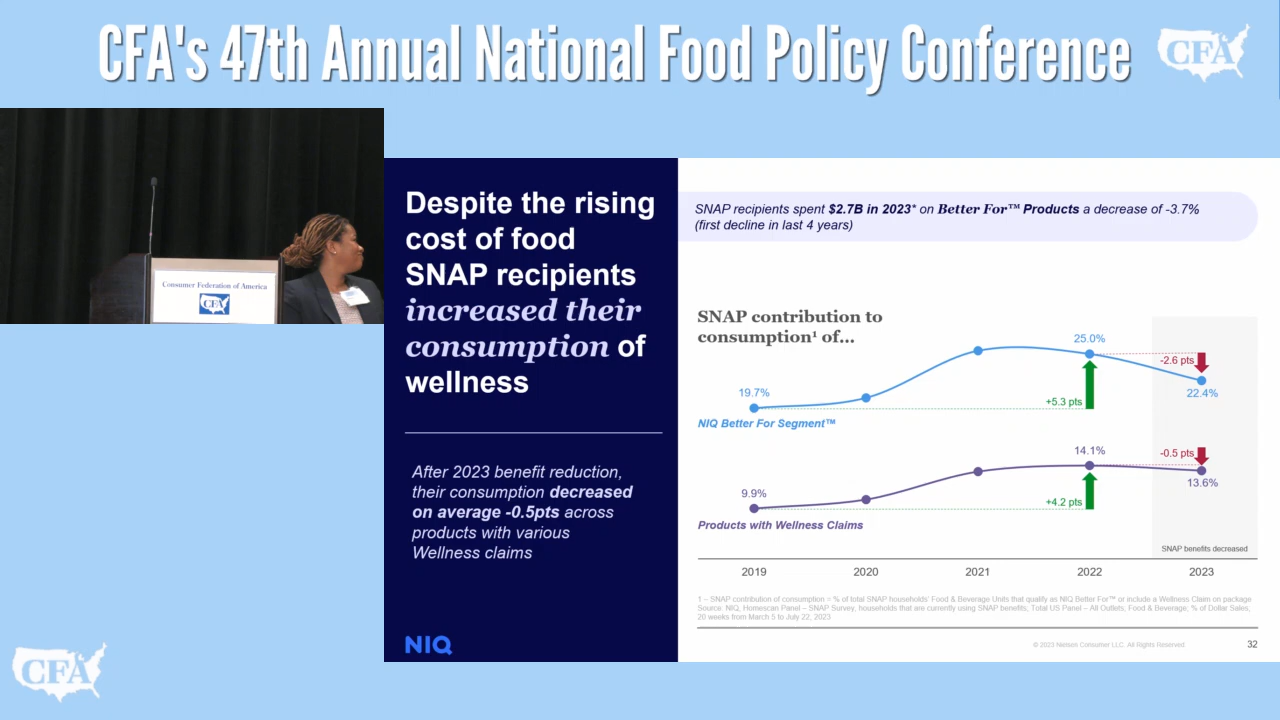 CFA's 47th Annual National Food Policy Conference
CFA
Consumer Federation of America
CFA
Despite the rising
cost of food
SNAP recipients
increased their
consumption of
wellness
After 2023 benefit reduction,
their consumption decreased
on average -0.5pts across
products with various
Wellness claims
NIQ
SNAP recipients spent $2.7B in 2023* on Better For™ Products a decrease of -3.7%
(first decline in last 4 years)
SNAP contribution to
consumption¹ of...
25.0%
-2.6 pts
19.7%
22.4%
+5.3 pts
NIQ Better For Segment™
14.1%
-0.5 pts
13.6%
9.9%
+4.2 pts
Products with Wellness Claims
SNAP benefits decreased
2019 2020 2021 2022 2023
1 – SNAP contribution of consumption = % of total SNAP households' Food & Beverage Units that qualify as NIQ Better For™ or include a Wellness Claim on package
Source: NIQ, Homescan Panel – SNAP Survey, households that are currently using SNAP benefits, Total US Panel – All Outlets, Food & Beverage; % of Dollar Sales,
20 weeks from March 5 to July 22, 2023
© 2023 Nielsen Consumer LLC. All Rights Reserved
32
CFA